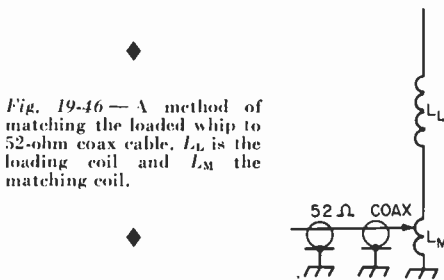 Fig. 19-46 — A method of
matching the loaded whip to
52-ohm coax cable. LL is the
loading coil and LM the
matching coil.
LL
52 Ω COAX
LM